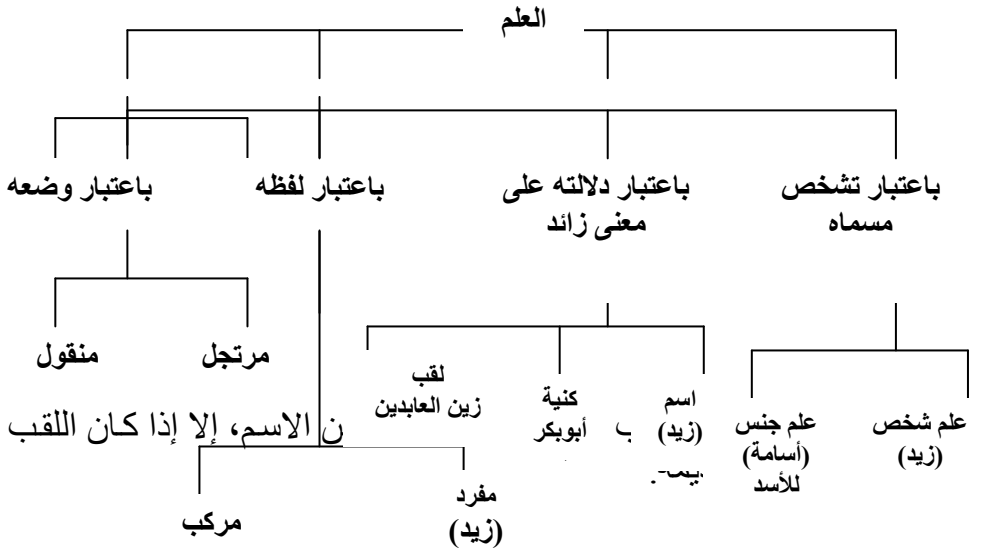 العلم
باعتبار تشخص
مسماه
باعتبار دلالته على
معنى زائد
باعتبار لفظه
باعتبار وضعه
علم شخص
(زيد)
علم جنس
(أسامة)
للأسد
اسم
(زيد)
كنية
أبوبكر
لقب
زين العابدين
مرتجل
منقول
ن الاسم، إلا إذا كان اللقب
مفرد
(زيد)
مركب